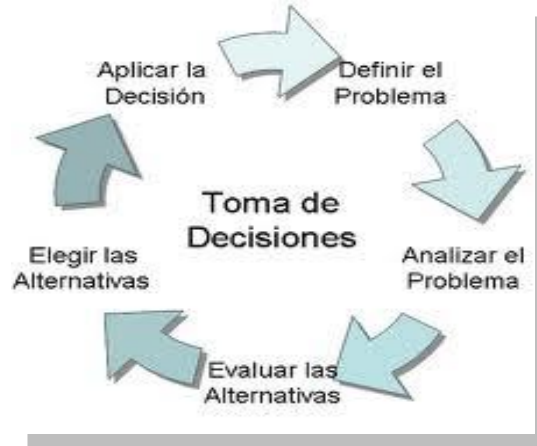 Aplicar la
Decisión
Definir el
Problema
Toma de
Decisiones
Analizar el
Problema
Elegir las
Alternativas
Evaluar las
Alternativas